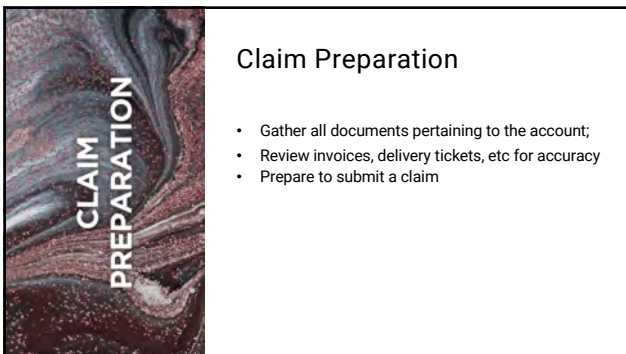 CLAIM
PREPARATION
Claim Preparation
• Gather all documents pertaining to the account;
• Review invoices, delivery tickets, etc for accuracy
• Prepare to submit a claim